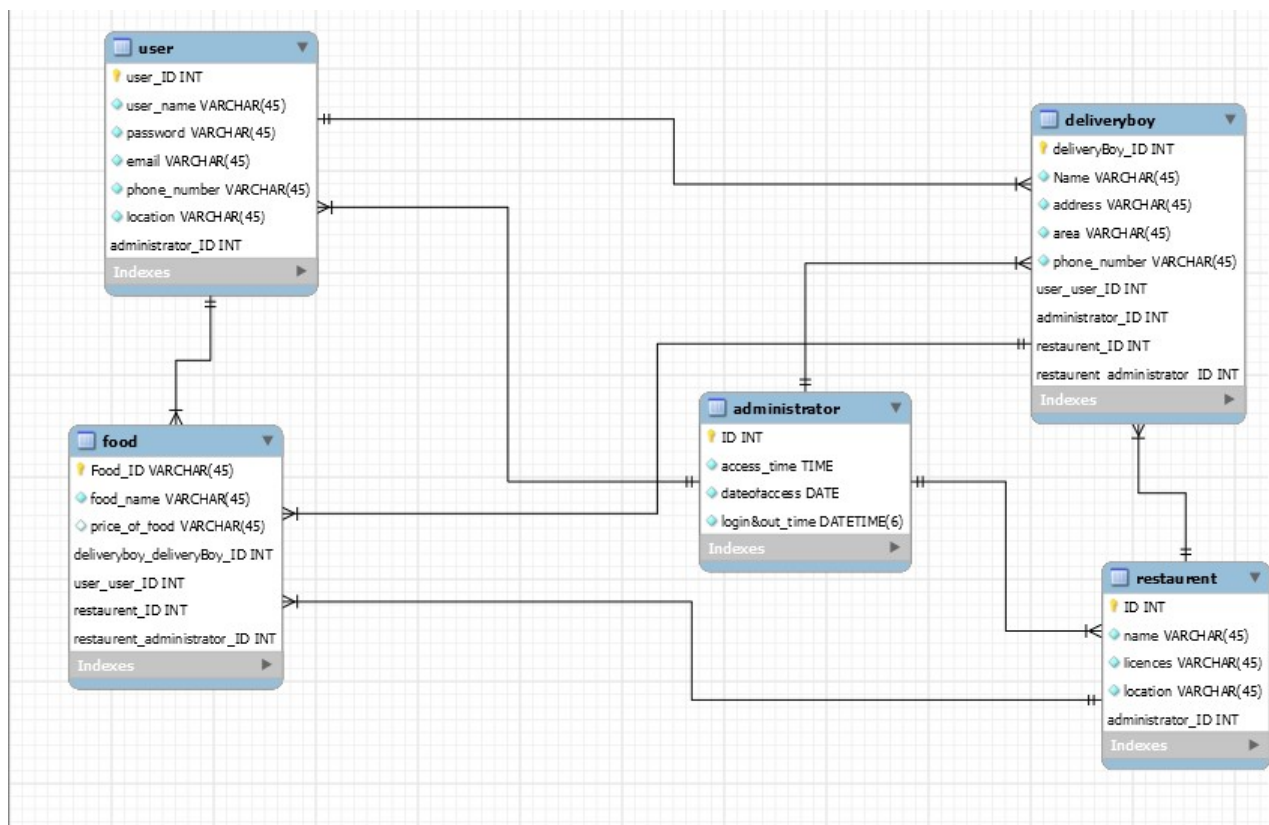 user
user_ID INT
user_name VARCHAR(45)
password VARCHAR(45)
email VARCHAR(45)
phone_number VARCHAR(45)
location VARCHAR(45)
administrator_ID INT
Indexes
deliveryboy
deliveryBoy_ID INT
Name VARCHAR(45)
address VARCHAR(45)
area VARCHAR(45)
phone_number VARCHAR(45)
user_user_ID INT
administrator_ID INT
restaurent_ID INT
restaurent_administrator_ID INT
Indexes
administrator
ID INT
access_time TIME
dateofaccess DATE
login&out_time DATETIME(6)
Indexes
food
Food_ID VARCHAR(45)
food_name VARCHAR(45)
price_of_food VARCHAR(45)
deliveryboy_deliveryBoy_ID INT
user_user_ID INT
restaurent_ID INT
restaurent_administrator_ID INT
Indexes
restaurent
ID INT
name VARCHAR(45)
licences VARCHAR(45)
location VARCHAR(45)
administrator_ID INT
Indexes